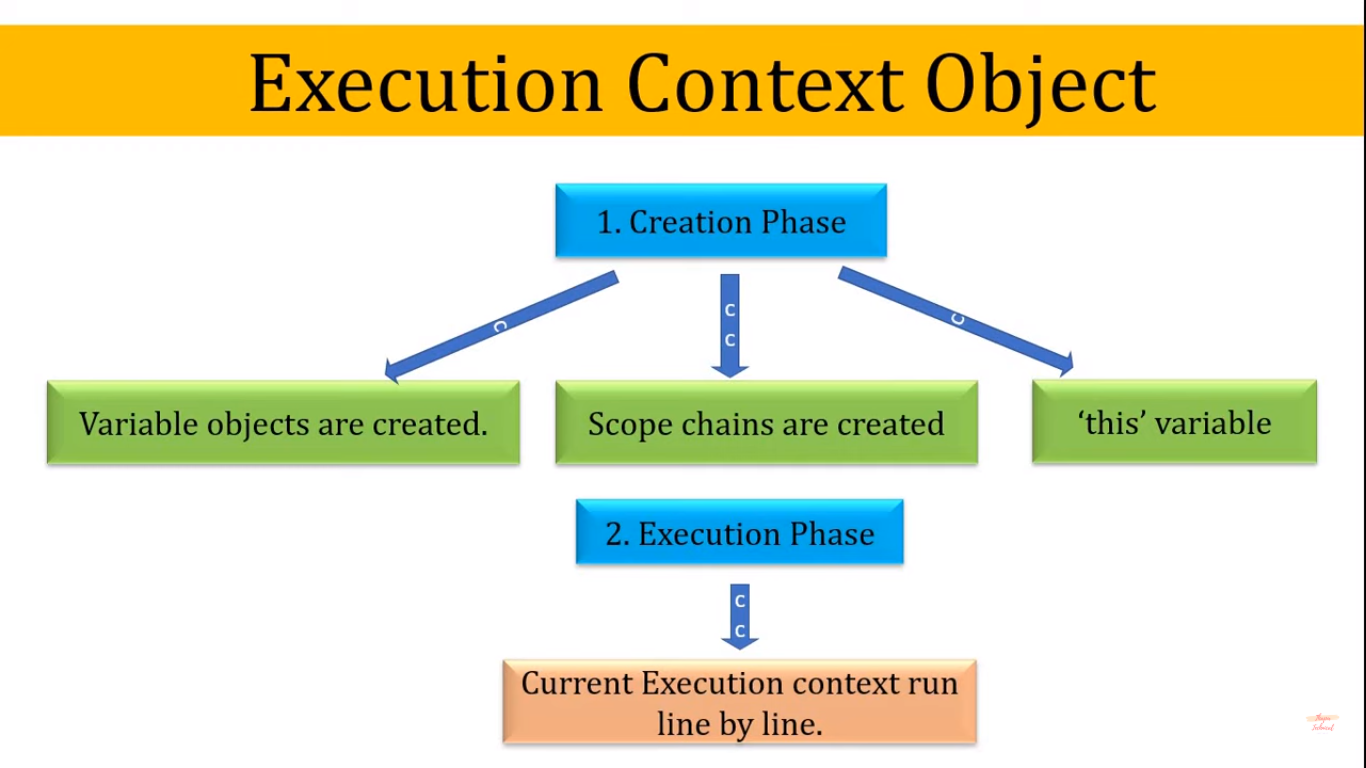 Execution Context Object
1. Creation Phase
C
C
C
C
Variable objects are created.
Scope chains are created
‘this’ variable
2. Execution Phase
C
C
Current Execution context run
line by line.
Technical